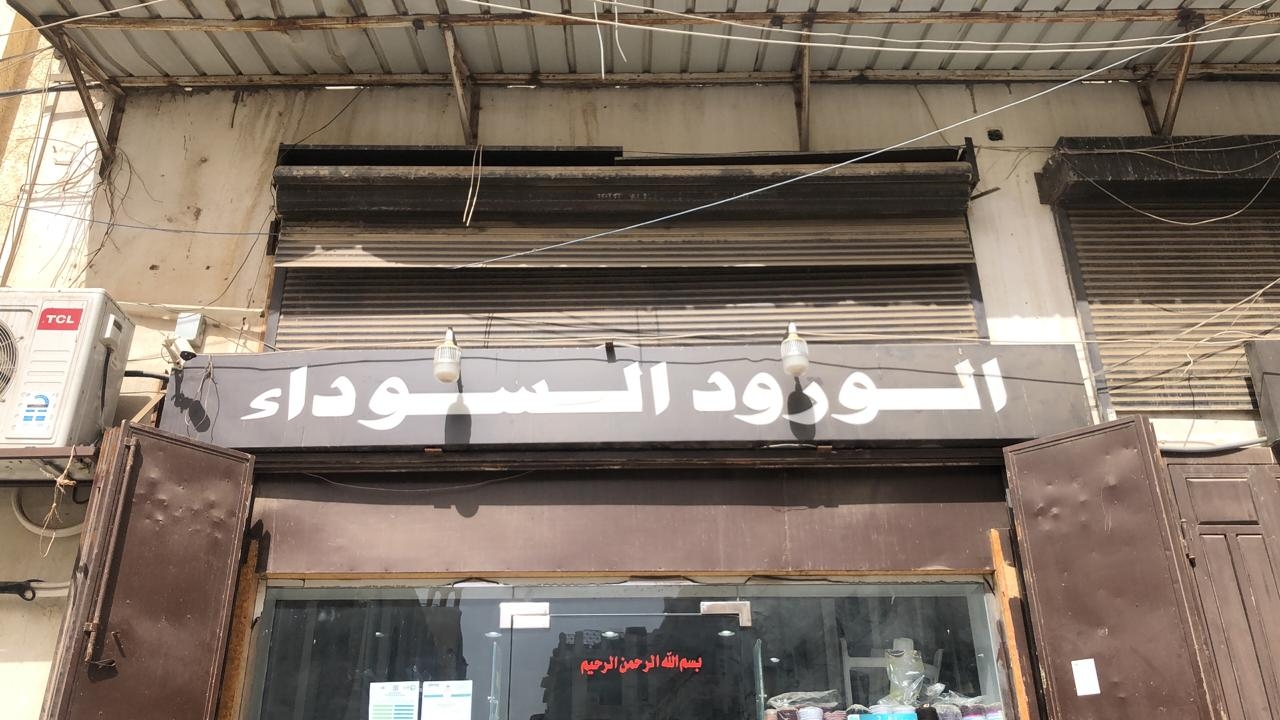 الورود السوداء
TCL
بسم الله الرحمن الرحيم